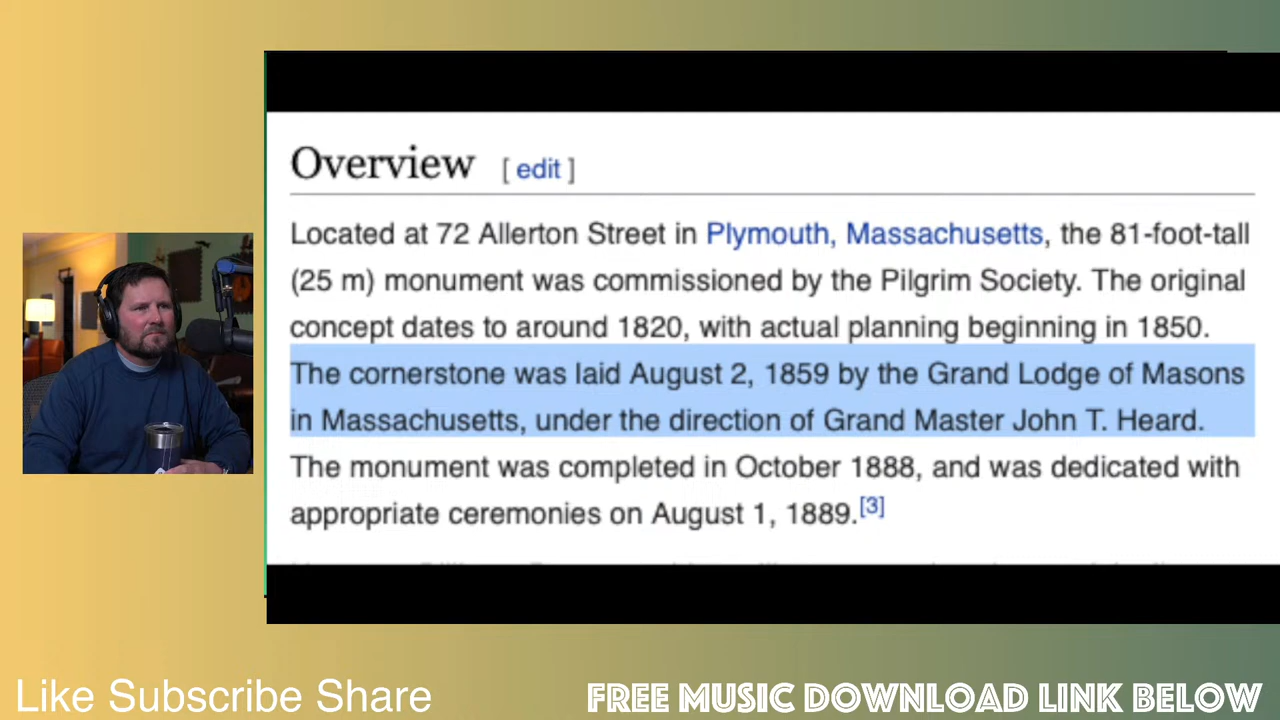 Overview [ edit ]
Located at 72 Allerton Street in Plymouth, Massachusetts, the 81-foot-tall
(25 m) monument was commissioned by the Pilgrim Society. The original
concept dates to around 1820, with actual planning beginning in 1850.
The cornerstone was laid August 2, 1859 by the Grand Lodge of Masons
in Massachusetts, under the direction of Grand Master John T. Heard.
The monument was completed in October 1888, and was dedicated with
appropriate ceremonies on August 1, 1889.[3]
Like Subscribe Share
FREE MUSIC DOWNLOAD LINK BELOW